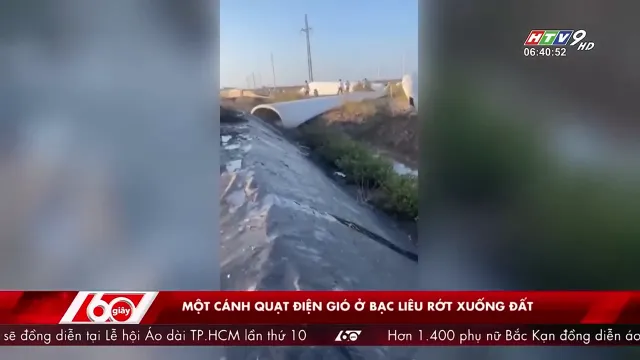 HTV9 HD
06:40:52
60 giây
MỘT CÁNH QUẠT ĐIỆN GIÓ Ở BẠC LIÊU RỚT XUỐNG ĐẤT
sẽ đồng diễn tại Lễ hội Áo dài TP.HCM lần thứ 10 60 Hơn 1.400 phụ nữ Bắc Kạn đồng diễn áo